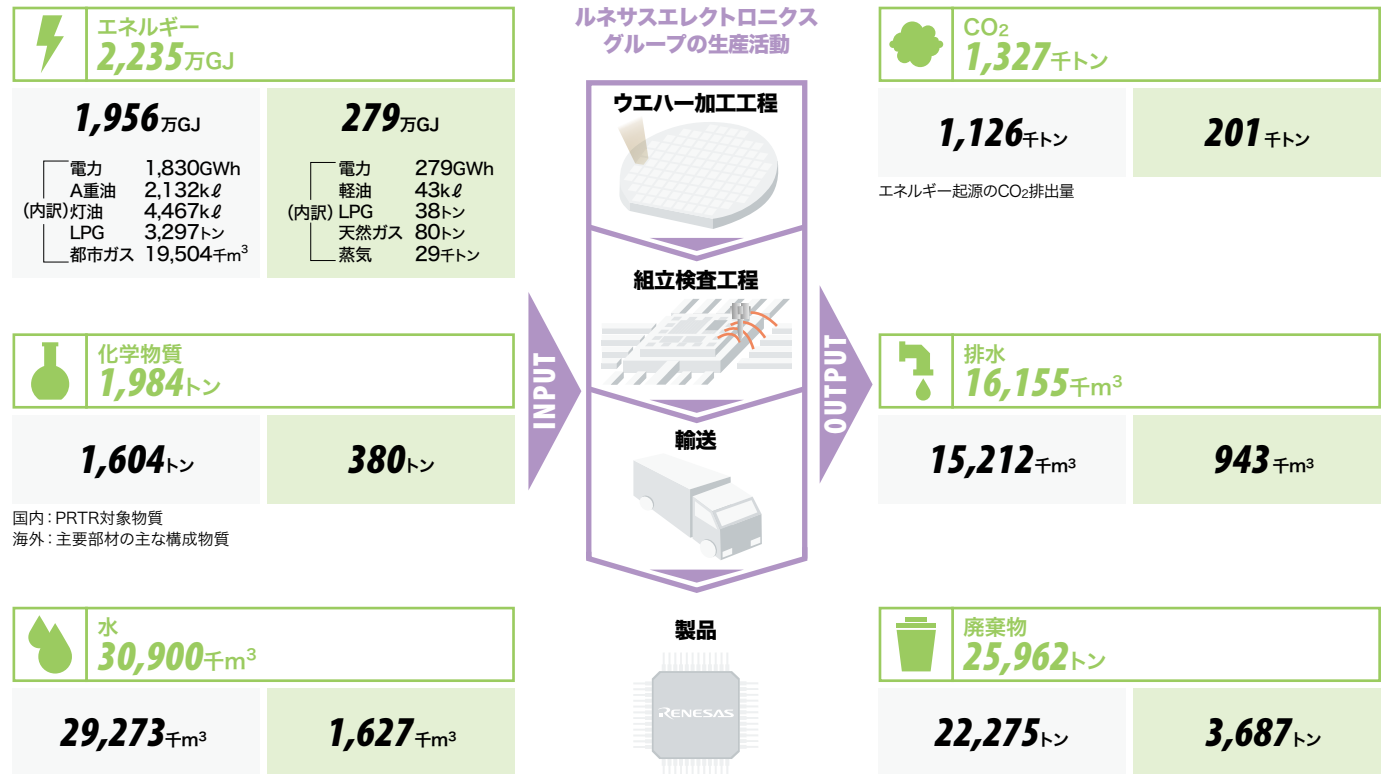 エネルギー
2,235万GJ
1,956万GJ
279万GJ
(内訳)
電力 1,830GWh
A重油 2,132kℓ
灯油 4,467kℓ
LPG 3,297トン
都市ガス 19,504千m³
(内訳)
電力 279GWh
軽油 43kℓ
LPG 38トン
天然ガス 80トン
蒸気 29千トン
化学物質
1,984トン
1,604トン
380トン
国内：PRTR対象物質
海外：主要部材の主な構成物質
水
30,900千m³
29,273千m³
1,627千m³
INPUT
ルネサスエレクトロニクス
グループの生産活動
ウエハー加工工程
組立検査工程
輸送
製品
RENESAS
OUTPUT
CO₂
1,327千トン
1,126千トン
201千トン
エネルギー起源のCO₂排出量
排水
16,155千m³
15,212千m³
943千m³
廃棄物
25,962トン
22,275トン
3,687トン